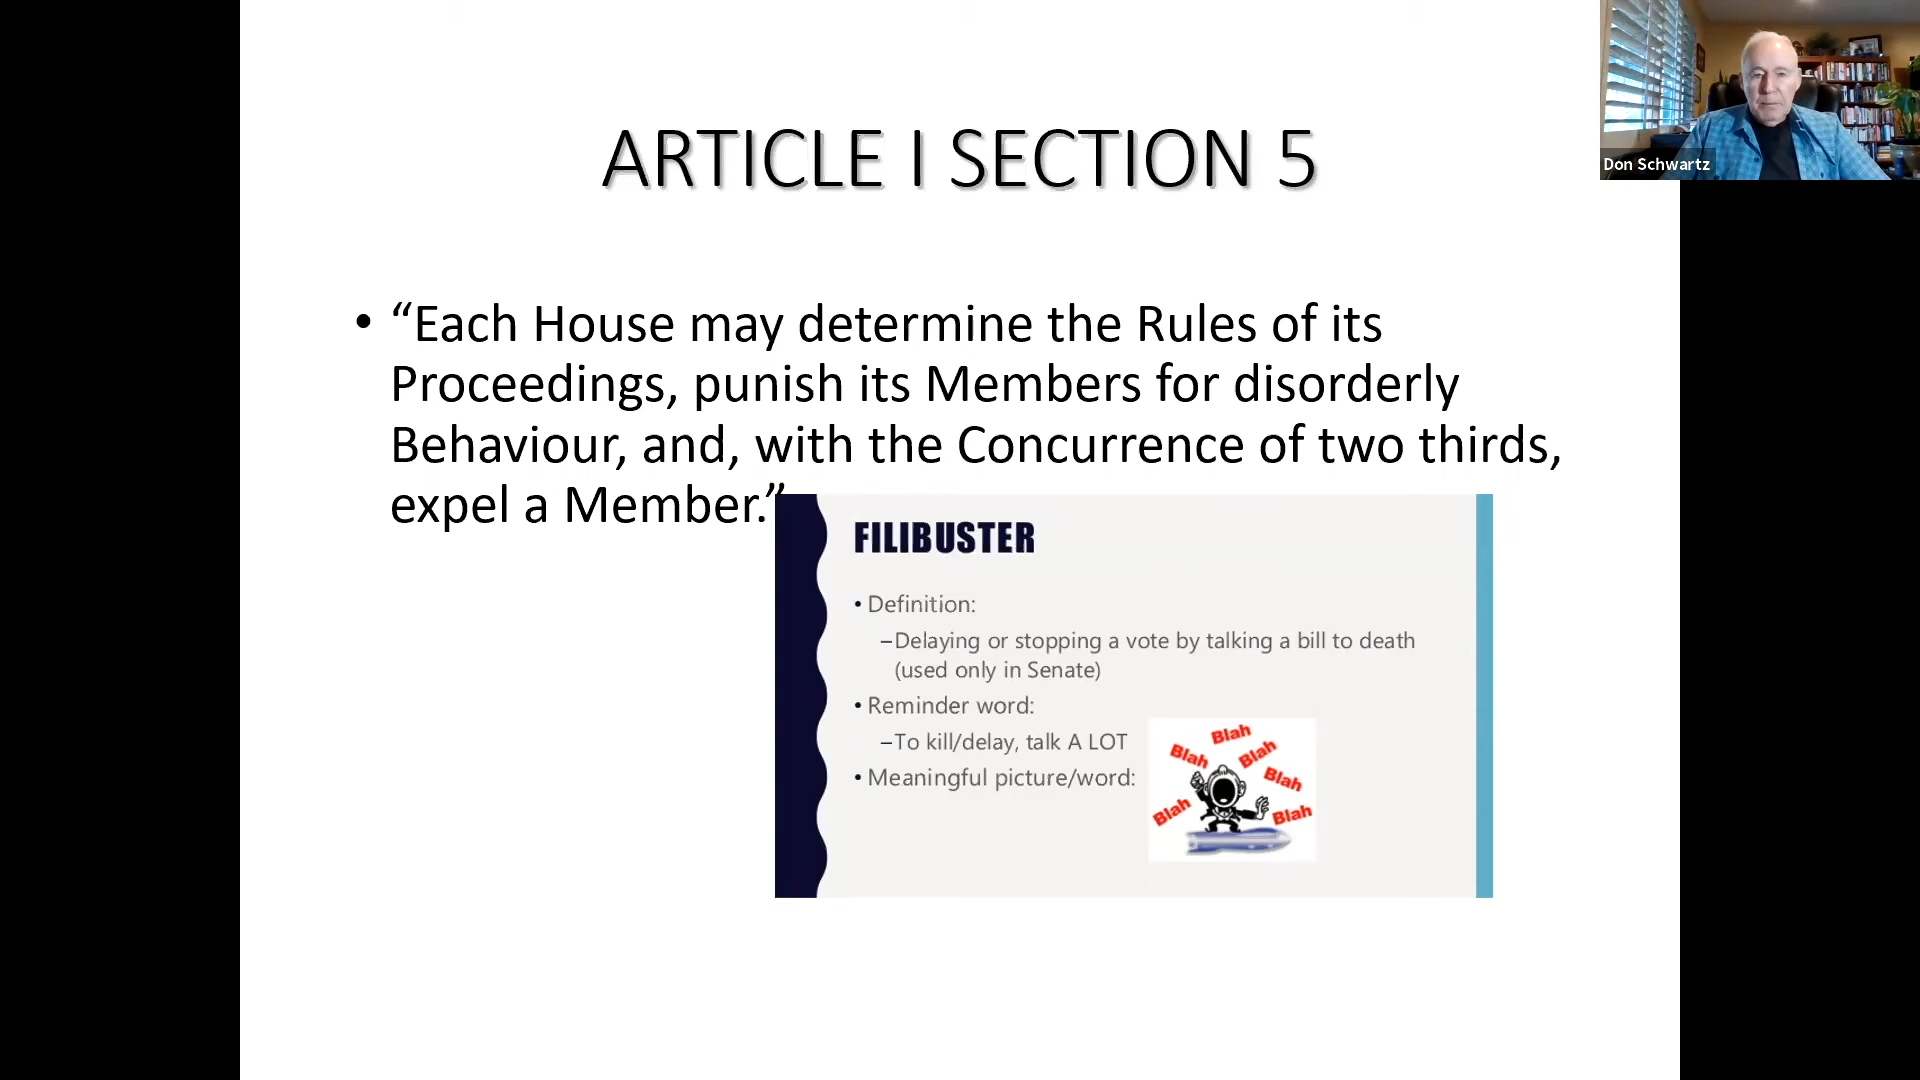 ARTICLE I SECTION 5
• “Each House may determine the Rules of its
Proceedings, punish its Members for disorderly
Behaviour, and, with the Concurrence of two thirds,
expel a Member.”
FILIBUSTER
• Definition:
–Delaying or stopping a vote by talking a bill to death
(used only in Senate)
• Reminder word:
–To kill/delay, talk A LOT
• Meaningful picture/word:
Blah
Blah
Blah
Blah
Blah
Blah
Don Schwartz